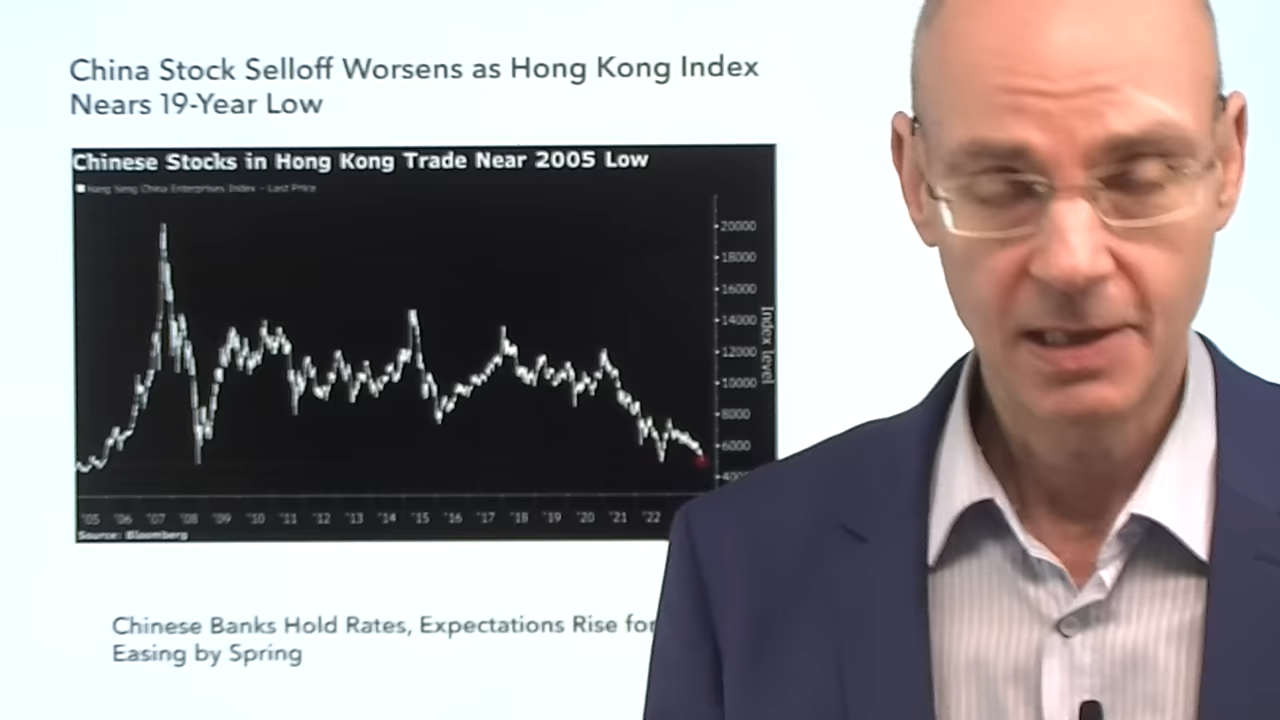 China Stock Selloff Worsens as Hong Kong Index
Nears 19-Year Low
Chinese Stocks in Hong Kong Trade Near 2005 Low
Hang Seng China Enterprises Index - Last Price
20000
18000
16000
14000
12000
10000
8000
6000
4000
Index level
'05 '06 '07 '08 '09 '10 '11 '12 '13 '14 '15 '16 '17 '18 '19 '20 '21 '22
Source: Bloomberg
Chinese Banks Hold Rates, Expectations Rise for
Easing by Spring